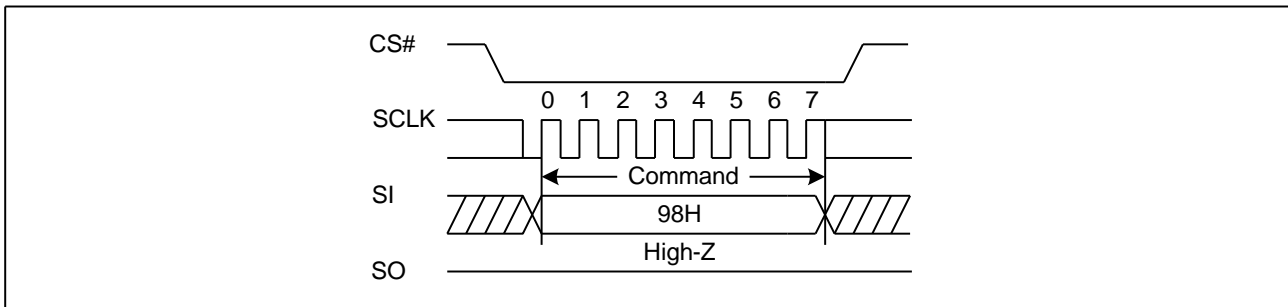 CS#
0 1 2 3 4 5 6 7
SCLK
Command
SI
98H
High-Z
SO